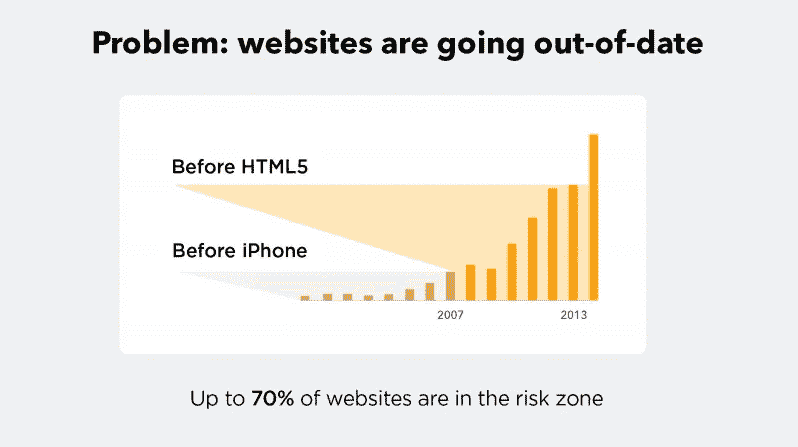 Problem: websites are going out-of-date
Before HTML5
Before iPhone
2007
2013
Up to 70% of websites are in the risk zone